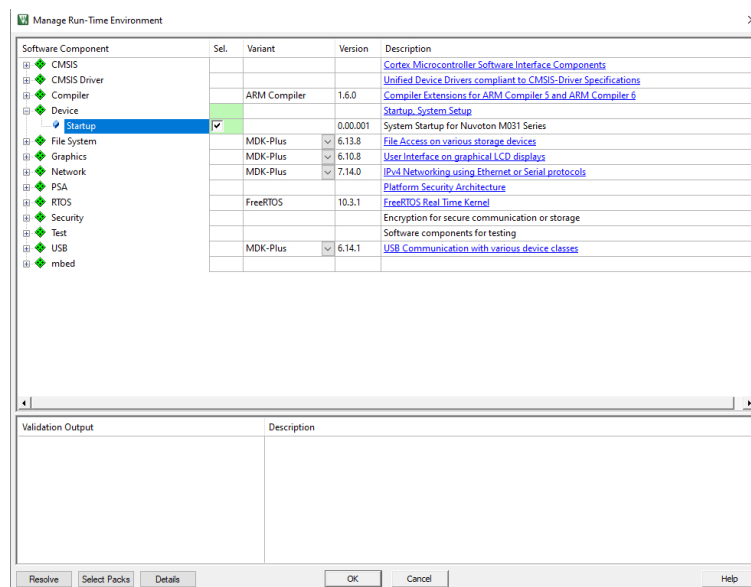 Manage Run-Time Environment
Software Component Sel. Variant Version Description
CMSIS Cortex Microcontroller Software Interface Components
CMSIS Driver Unified Device Drivers compliant to CMSIS-Driver Specifications
Compiler ARM Compiler 1.6.0 Compiler Extensions for ARM Compiler 5 and ARM Compiler 6
Device Startup, System Setup
Startup 0.00.001 System Startup for Nuvoton M031 Series
File System MDK-Plus 6.13.8 File Access on various storage devices
Graphics MDK-Plus 6.10.8 User Interface on graphical LCD displays
Network MDK-Plus 7.14.0 IPv4 Networking using Ethernet or Serial protocols
PSA Platform Security Architecture
RTOS FreeRTOS 10.3.1 FreeRTOS Real Time Kernel
Security Encryption for secure communication or storage
Test Software components for testing
USB MDK-Plus 6.14.1 USB Communication with various device classes
mbed
Validation Output Description
Resolve Select Packs Details OK Cancel Help